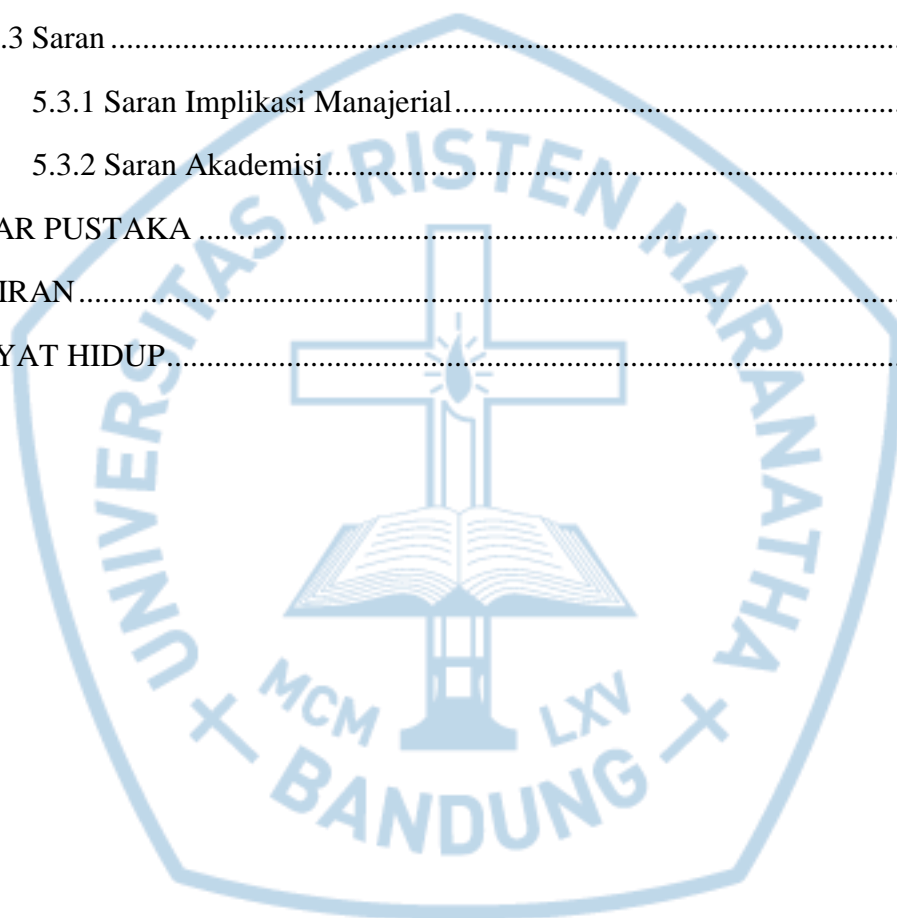 .3 Saran ........................................................................................................
5.3.1 Saran Implikasi Manajerial ........................................................
5.3.2 Saran Akademisi ........................................................................
AR PUSTAKA ........................................................................................
IRAN ........................................................................................................
YAT HIDUP ............................................................................................
UNIVERSITAS KRISTEN MARANATHA
MCM LXV
BANDUNG